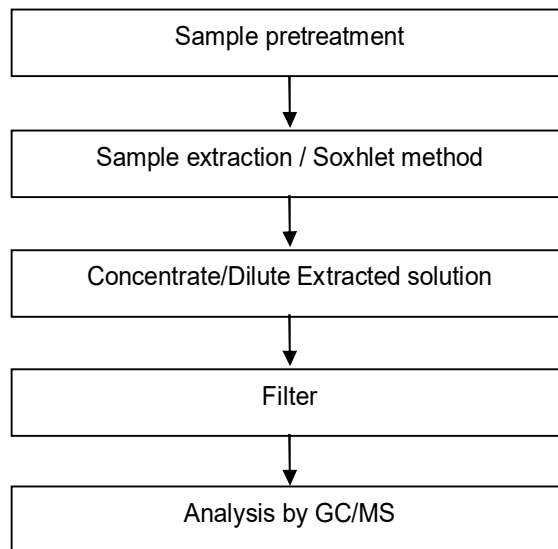 Sample pretreatment
Sample extraction / Soxhlet method
Concentrate/Dilute Extracted solution
Filter
Analysis by GC/MS